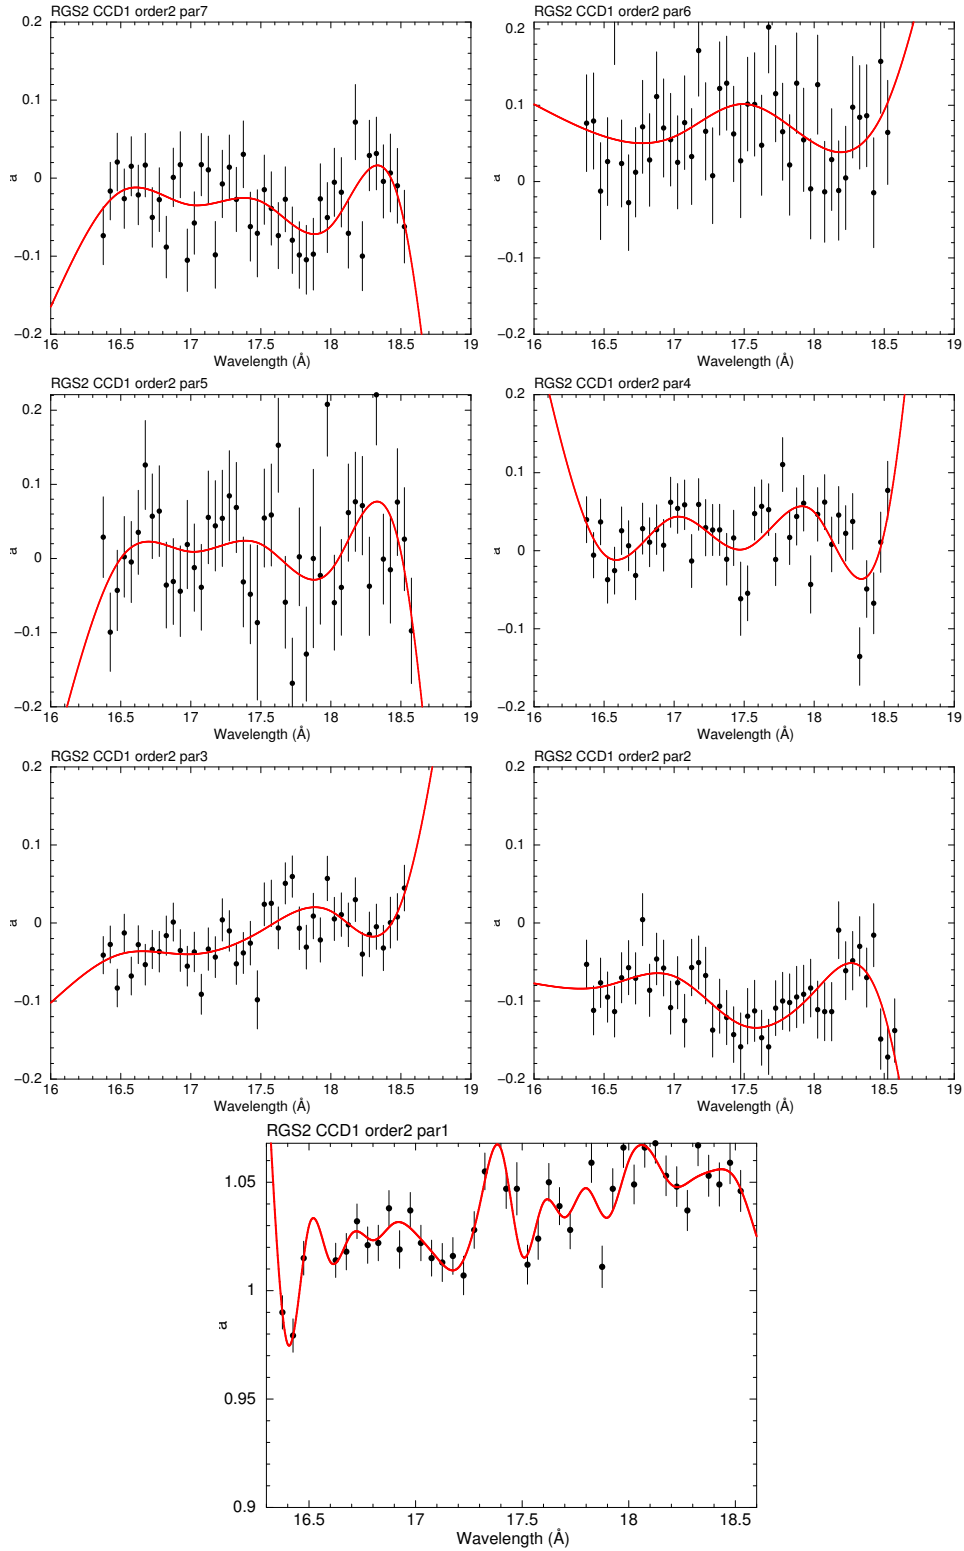 RGS2 CCD1 order2 par7
0.2
0.1
0
−0.1
−0.2
a
16 16.5 17 17.5 18 18.5 19
Wavelength (Å)
RGS2 CCD1 order2 par6
0.2
0.1
0
−0.1
−0.2
a
16 16.5 17 17.5 18 18.5 19
Wavelength (Å)
RGS2 CCD1 order2 par5
0.2
0.1
0
−0.1
−0.2
a
16 16.5 17 17.5 18 18.5 19
Wavelength (Å)
RGS2 CCD1 order2 par4
0.2
0.1
0
−0.1
−0.2
a
16 16.5 17 17.5 18 18.5 19
Wavelength (Å)
RGS2 CCD1 order2 par3
0.2
0.1
0
−0.1
−0.2
a
16 16.5 17 17.5 18 18.5 19
Wavelength (Å)
RGS2 CCD1 order2 par2
0.2
0.1
0
−0.1
−0.2
a
16 16.5 17 17.5 18 18.5 19
Wavelength (Å)
RGS2 CCD1 order2 par1
1.05
1
0.95
0.9
a
16.5 17 17.5 18 18.5
Wavelength (Å)